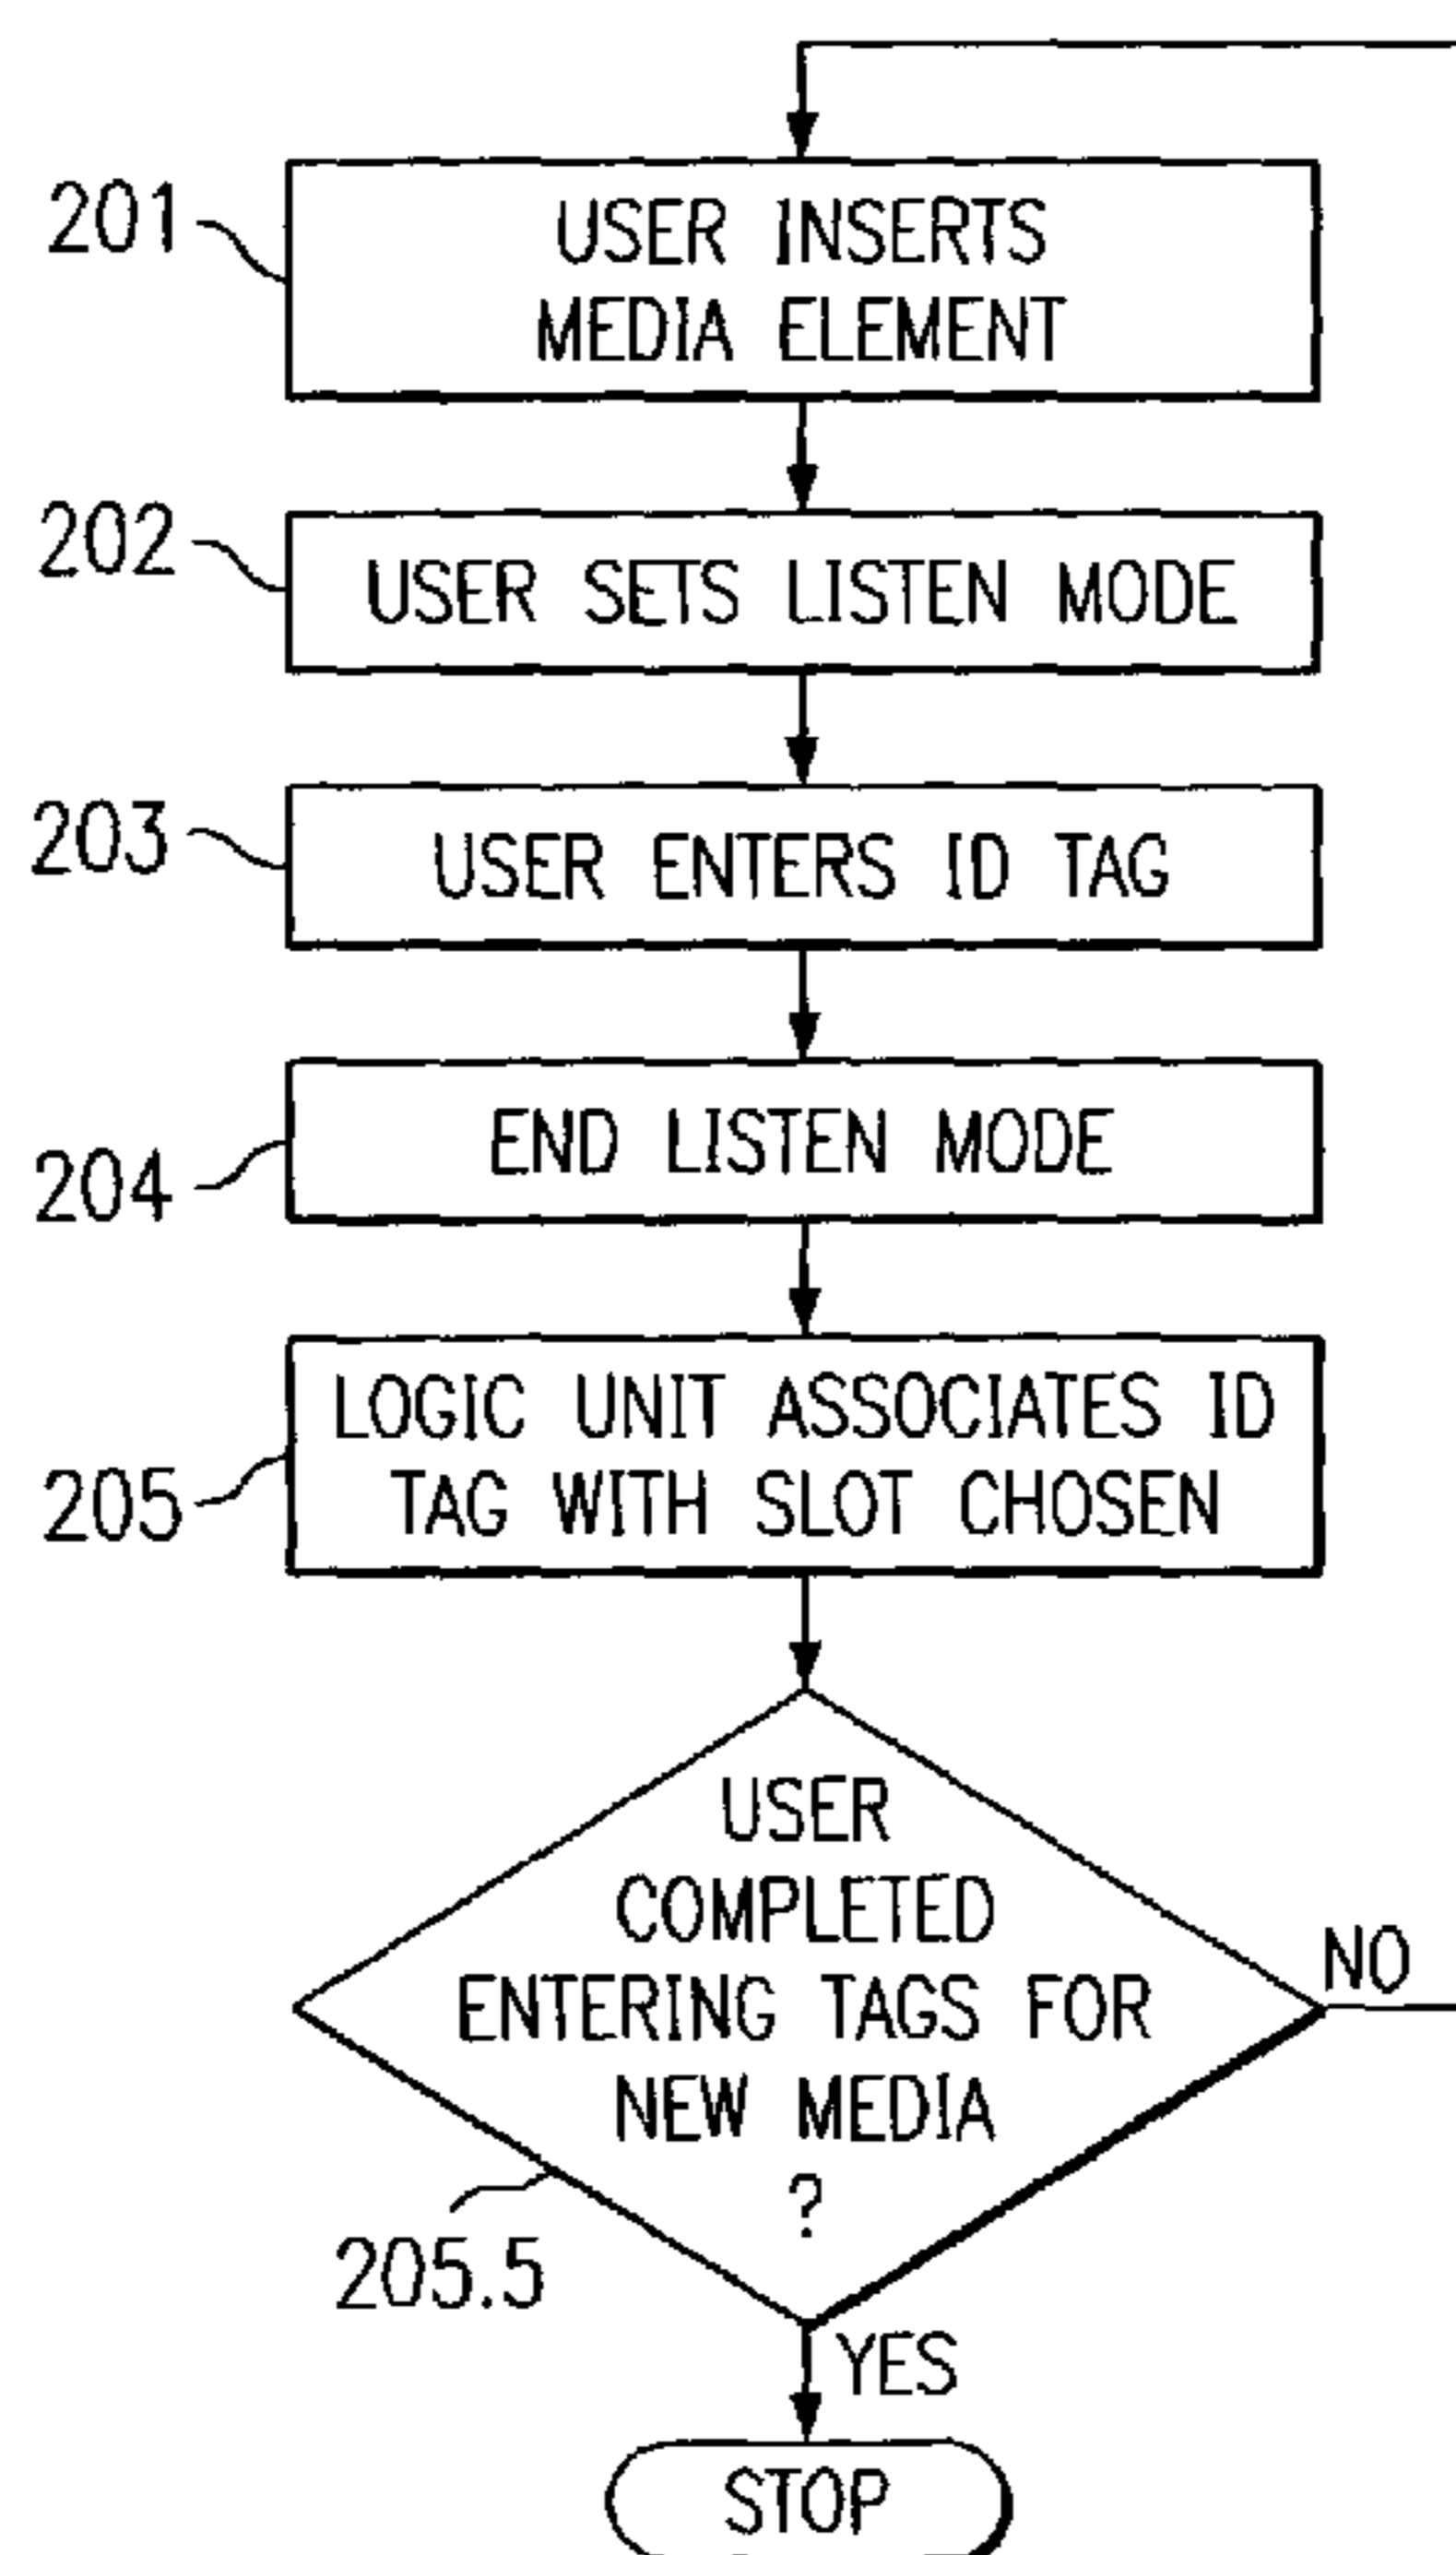 201
USER INSERTS
MEDIA ELEMENT
202
USER SETS LISTEN MODE
203
USER ENTERS ID TAG
204
END LISTEN MODE
205
LOGIC UNIT ASSOCIATES ID
TAG WITH SLOT CHOSEN
USER
COMPLETED
ENTERING TAGS FOR
NEW MEDIA
?
NO
205.5
YES
STOP